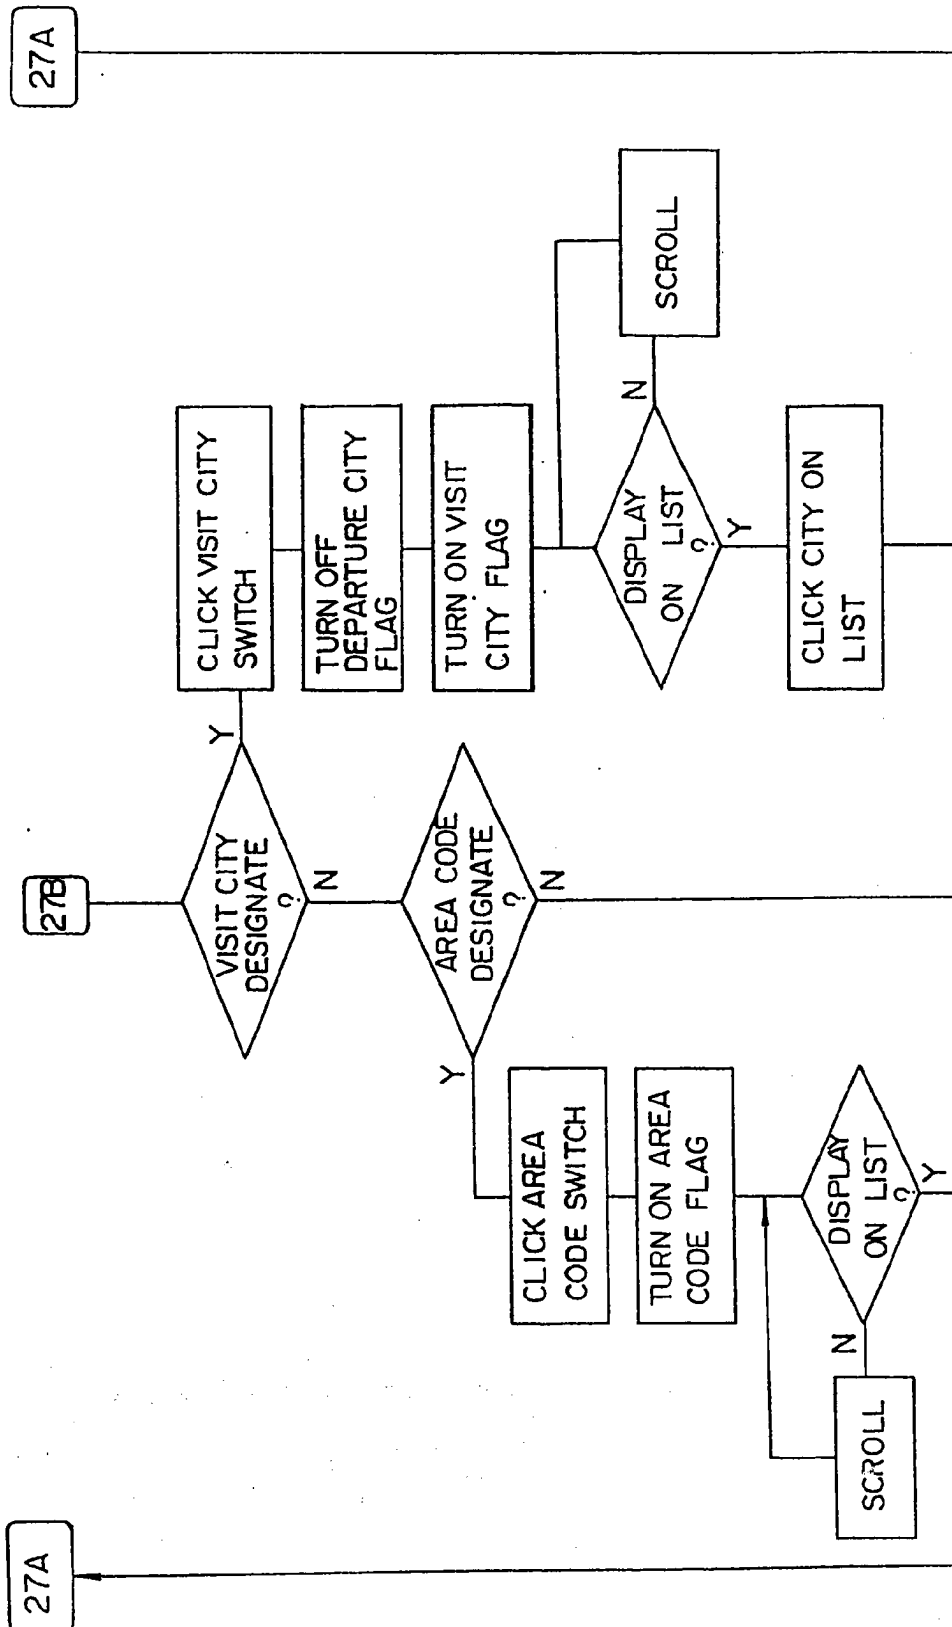 27A
27B
27A
VISIT CITY
DESIGNATE
?
Y
N
CLICK VISIT CITY
SWITCH
TURN OFF
DEPARTURE CITY
FLAG
TURN ON VISIT
CITY FLAG
DISPLAY
ON LIST
?
N
Y
SCROLL
CLICK CITY ON
LIST
AREA CODE
DESIGNATE
?
Y
N
CLICK AREA
CODE SWITCH
TURN ON AREA
CODE FLAG
DISPLAY
ON LIST
?
N
Y
SCROLL